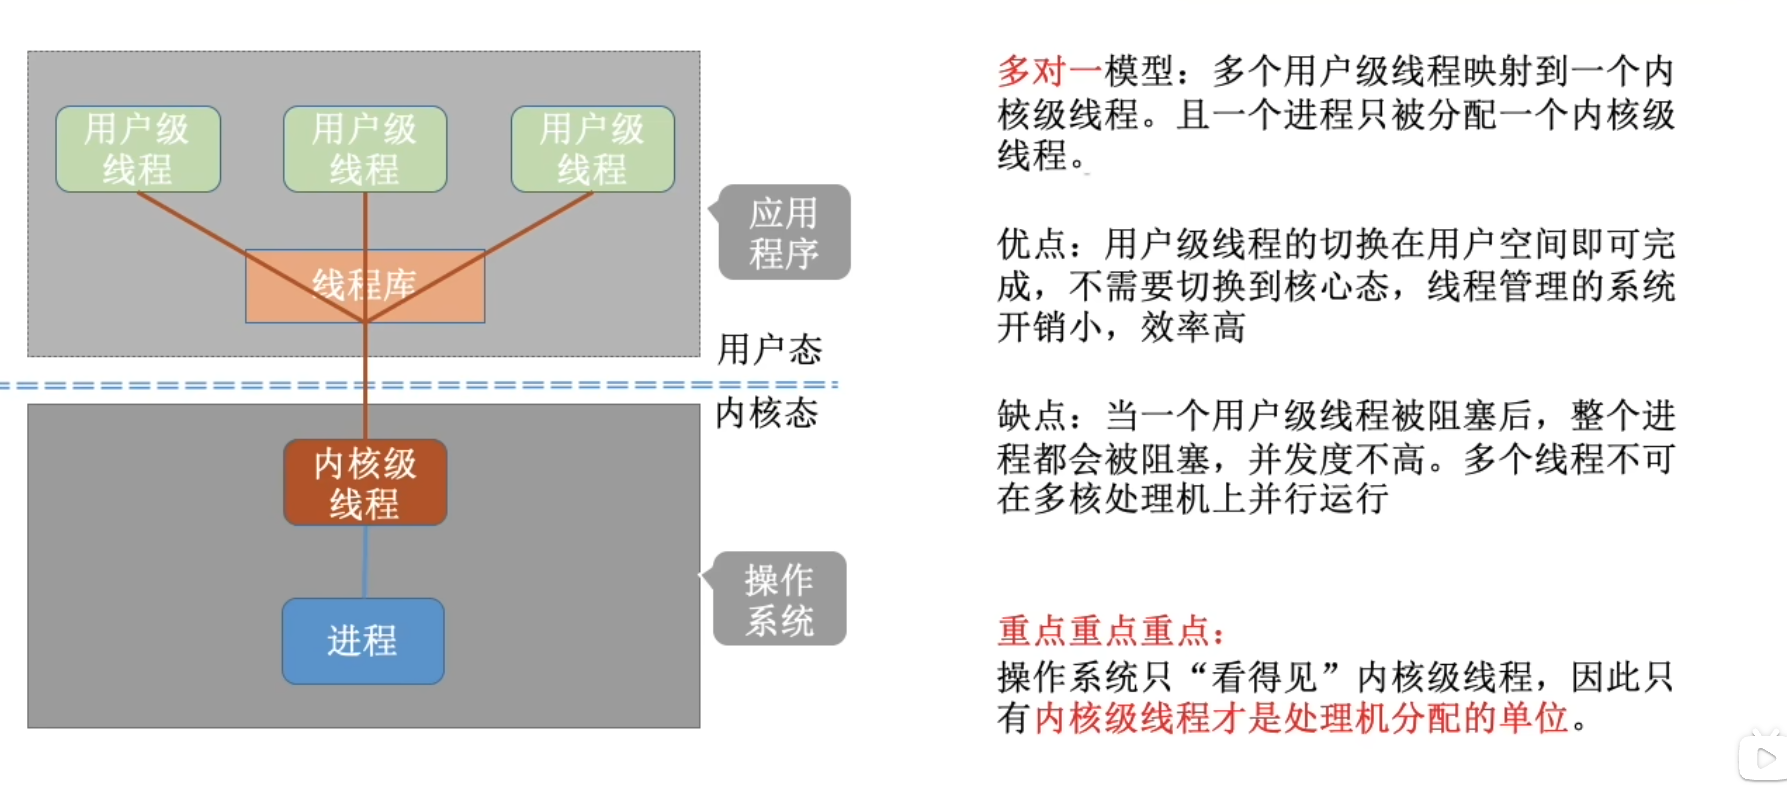 用户级
线程
用户级
线程
用户级
线程
线程库
应用
程序
用户态
内核态
内核级
线程
进程
操作
系统
多对一模型：多个用户级线程映射到一个内
核级线程。且一个进程只被分配一个内核级
线程。
优点：用户级线程的切换在用户空间即可完
成，不需要切换到核心态，线程管理的系统
开销小，效率高
缺点：当一个用户级线程被阻塞后，整个进
程都会被阻塞，并发度不高。多个线程不可
在多核处理机上并行运行
重点重点重点：
操作系统只“看得见”内核级线程，因此只
有内核级线程才是处理机分配的单位。